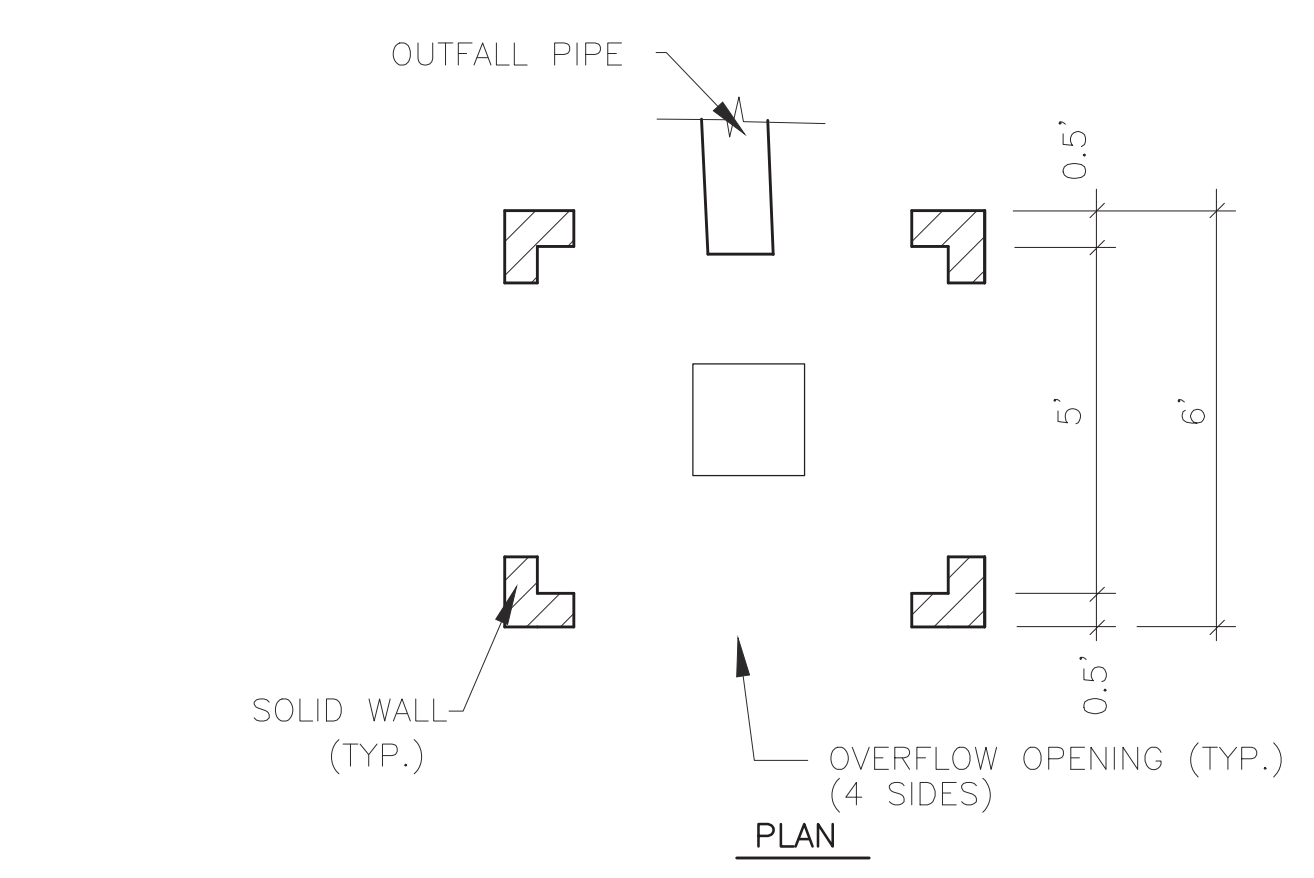 OUTFALL PIPE
0.5'
5'
6'
0.5'
SOLID WALL
(TYP.)
OVERFLOW OPENING (TYP.)
(4 SIDES)
PLAN